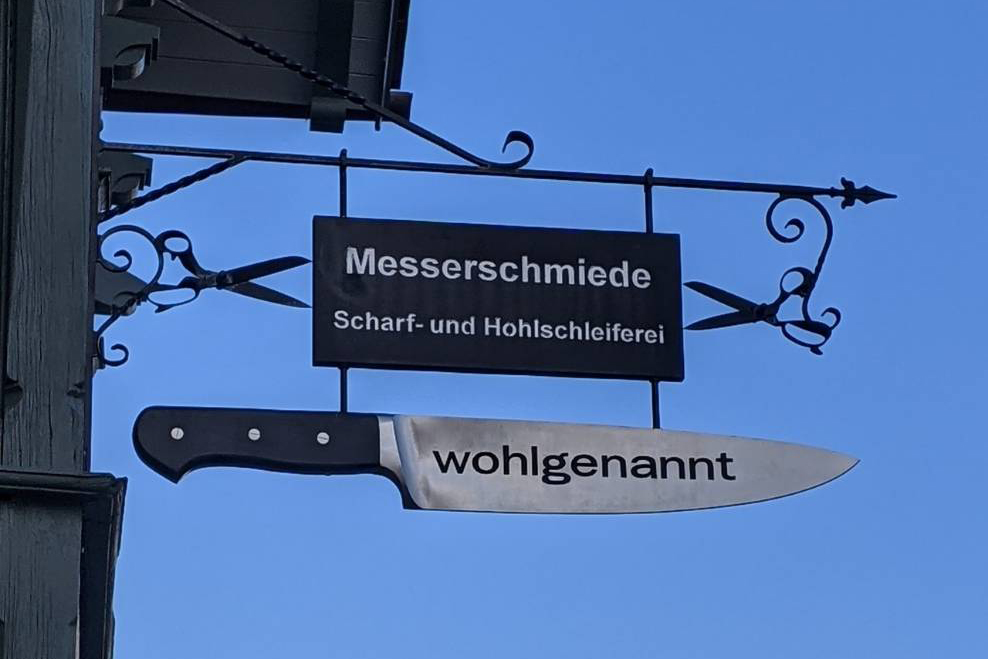 Messerschmiede
Scharf- und Hohlschleiferei
wohlgenannt